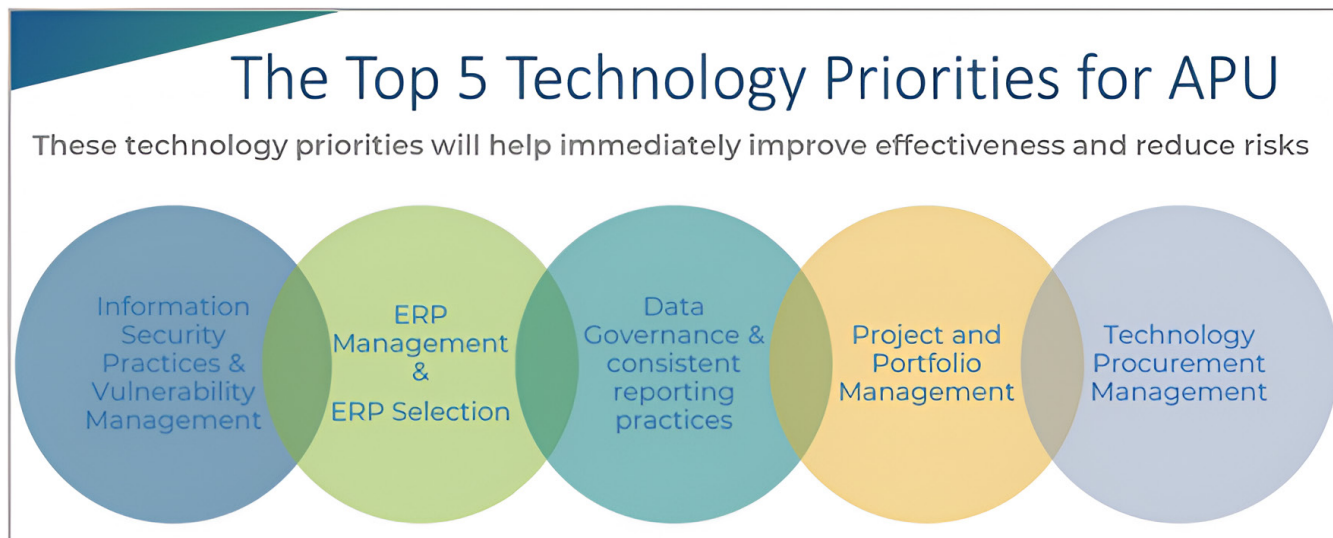 The Top 5 Technology Priorities for APU
These technology priorities will help immediately improve effectiveness and reduce risks
Information
Security
Practices &
Vulnerability
Management
ERP
Management
&
ERP Selection
Data
Governance &
consistent
reporting
practices
Project and
Portfolio
Management
Technology
Procurement
Management